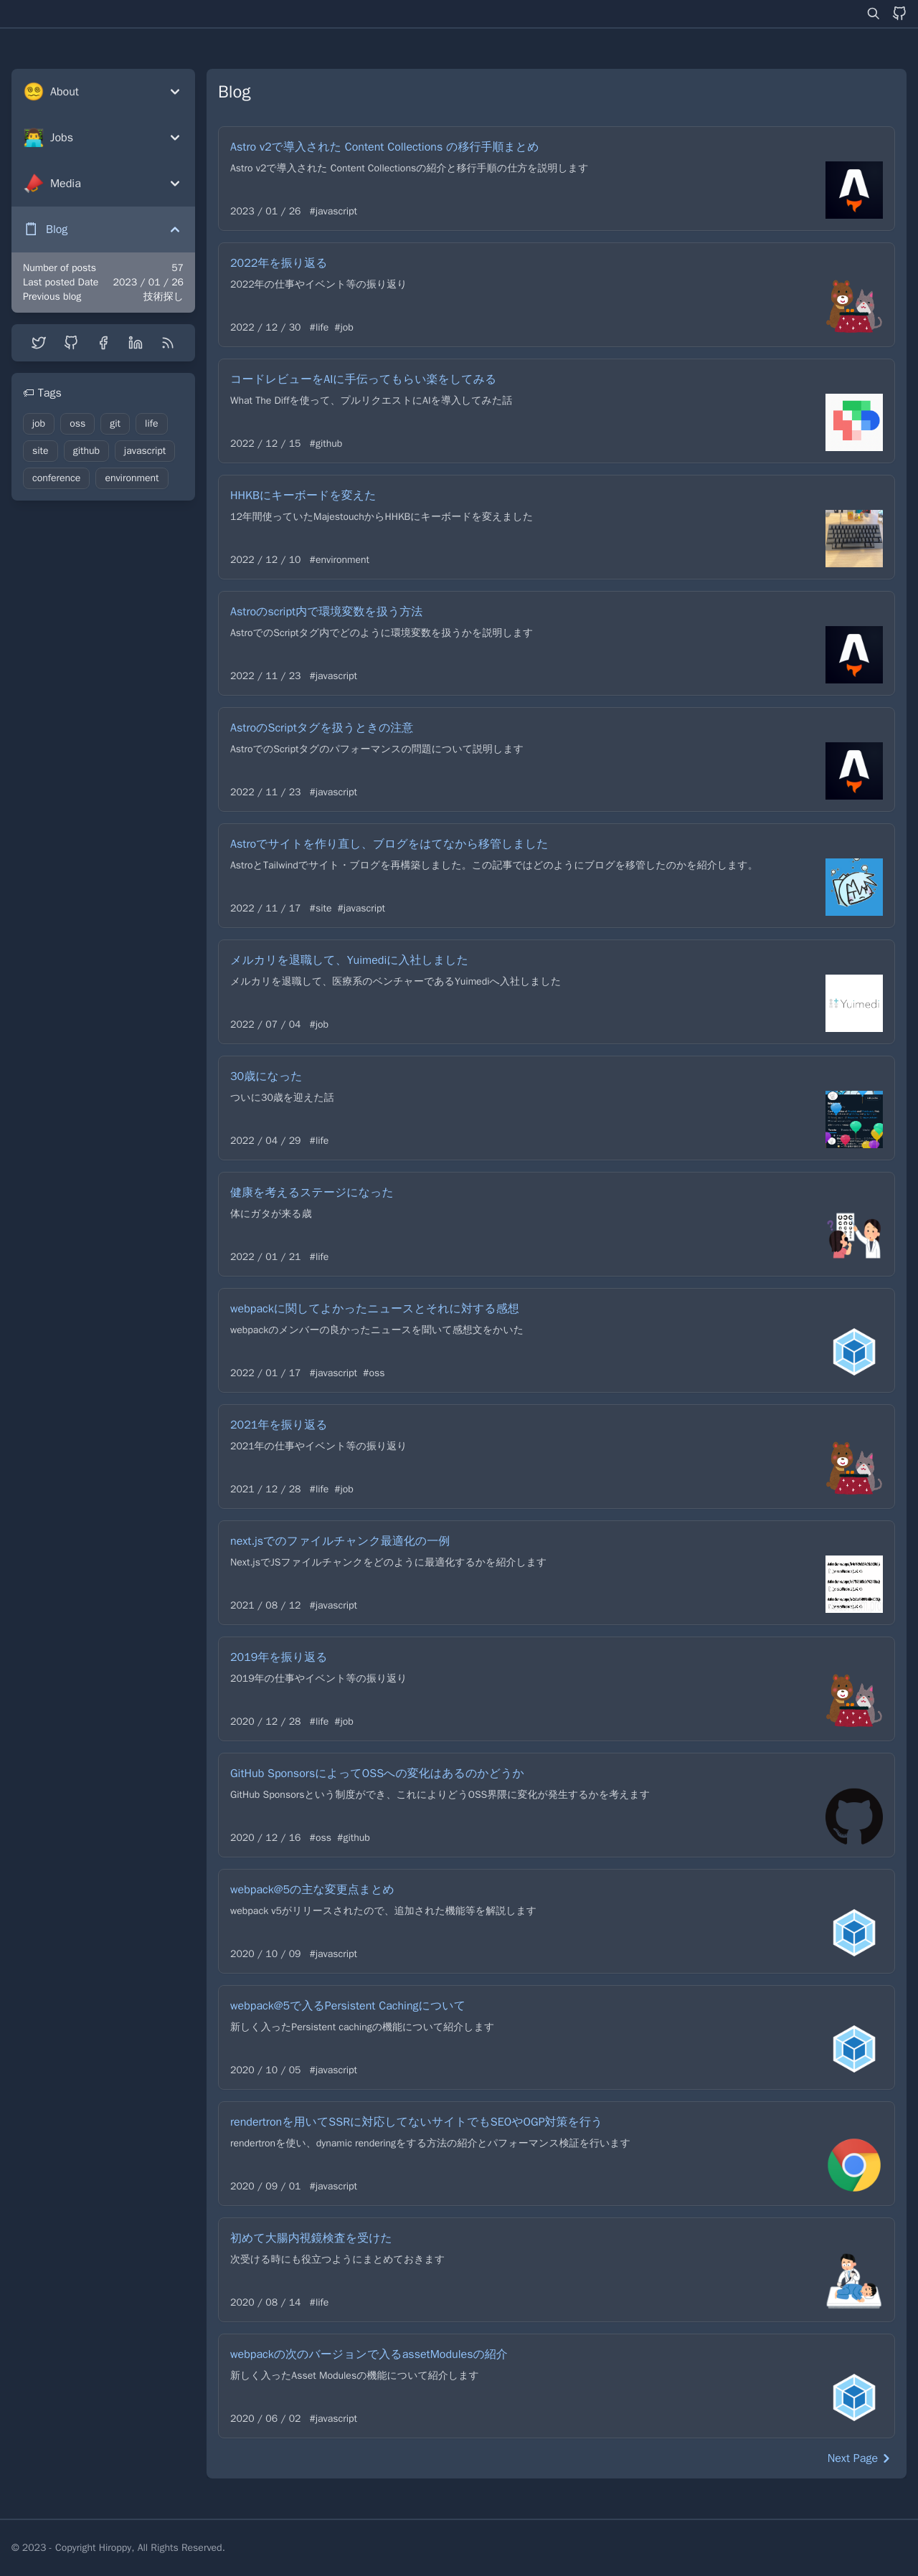 About
Jobs
Media
Blog
Number of posts 57
Last posted Date 2023 / 01 / 26
Previous blog 技術探し
Tags
job oss git life
site github javascript
conference environment
Blog
Astro v2で導入された Content Collections の移行手順まとめ
Astro v2で導入された Content Collectionsの紹介と移行手順の仕方を説明します
2023 / 01 / 26 #javascript
2022年を振り返る
2022年の仕事やイベント等の振り返り
2022 / 12 / 30 #life #job
コードレビューをAIに手伝ってもらい楽をしてみる
What The Diffを使って、プルリクエストにAIを導入してみた話
2022 / 12 / 15 #github
HHKBにキーボードを変えた
12年間使っていたMajestouchからHHKBにキーボードを変えました
2022 / 12 / 10 #environment
Astroのscript内で環境変数を扱う方法
AstroでのScriptタグ内でどのように環境変数を扱うかを説明します
2022 / 11 / 23 #javascript
AstroのScriptタグを扱うときの注意
AstroでのScriptタグのパフォーマンスの問題について説明します
2022 / 11 / 23 #javascript
Astroでサイトを作り直し、ブログをはてなから移管しました
AstroとTailwindでサイト・ブログを再構築しました。この記事ではどのようにブログを移管したのかを紹介します。
2022 / 11 / 17 #site #javascript
メルカリを退職して、Yuimediに入社しました
メルカリを退職して、医療系のベンチャーであるYuimediへ入社しました
Yuimedi
2022 / 07 / 04 #job
30歳になった
ついに30歳を迎えた話
2022 / 04 / 29 #life
健康を考えるステージになった
体にガタが来る歳
2022 / 01 / 21 #life
webpackに関してよかったニュースとそれに対する感想
webpackのメンバーの良かったニュースを聞いて感想文をかいた
2022 / 01 / 17 #javascript #oss
2021年を振り返る
2021年の仕事やイベント等の振り返り
2021 / 12 / 28 #life #job
next.jsでのファイルチャンク最適化の一例
Next.jsでJSファイルチャンクをどのように最適化するかを紹介します
2021 / 08 / 12 #javascript
2019年を振り返る
2019年の仕事やイベント等の振り返り
2020 / 12 / 28 #life #job
GitHub SponsorsによってOSSへの変化はあるのかどうか
GitHub Sponsorsという制度ができ、これによりどうOSS界隈に変化が発生するかを考えます
2020 / 12 / 16 #oss #github
webpack@5の主な変更点まとめ
webpack v5がリリースされたので、追加された機能等を解説します
2020 / 10 / 09 #javascript
webpack@5で入るPersistent Cachingについて
新しく入ったPersistent cachingの機能について紹介します
2020 / 10 / 05 #javascript
rendertronを用いてSSRに対応してないサイトでもSEOやOGP対策を行う
rendertronを使い、dynamic renderingをする方法の紹介とパフォーマンス検証を行います
2020 / 09 / 01 #javascript
初めて大腸内視鏡検査を受けた
次受ける時にも役立つようにまとめておきます
2020 / 08 / 14 #life
webpackの次のバージョンで入るassetModulesの紹介
新しく入ったAsset Modulesの機能について紹介します
2020 / 06 / 02 #javascript
Next Page
© 2023 - Copyright Hiroppy, All Rights Reserved.